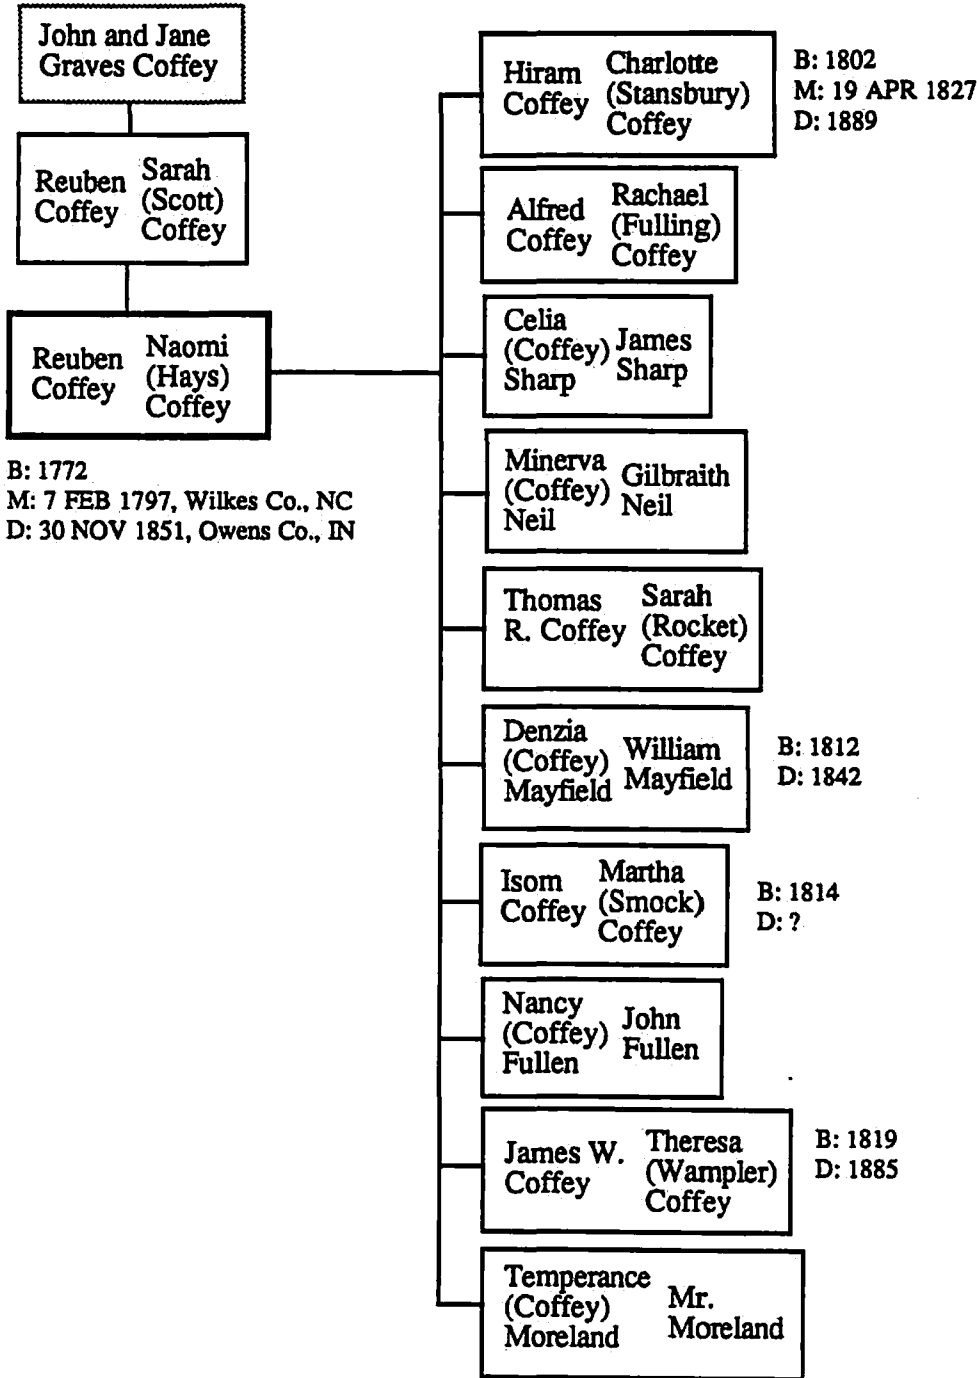 John and Jane
Graves Coffey
Reuben
Coffey
Sarah
(Scott)
Coffey
Reuben
Coffey
Naomi
(Hays)
Coffey
B: 1772
M: 7 FEB 1797, Wilkes Co., NC
D: 30 NOV 1851, Owens Co., IN
Hiram
Coffey
Charlotte
(Stansbury)
Coffey
B: 1802
M: 19 APR 1827
D: 1889
Alfred
Coffey
Rachael
(Fulling)
Coffey
Celia
(Coffey)
Sharp
James
Sharp
Minerva
(Coffey)
Neil
Gilbraith
Neil
Thomas
R. Coffey
Sarah
(Rocket)
Coffey
Denzia
(Coffey)
Mayfield
William
Mayfield
B: 1812
D: 1842
Isom
Coffey
Martha
(Smock)
Coffey
B: 1814
D: ?
Nancy
(Coffey)
Fullen
John
Fullen
James W.
Coffey
Theresa
(Wampler)
Coffey
B: 1819
D: 1885
Temperance
(Coffey)
Moreland
Mr.
Moreland